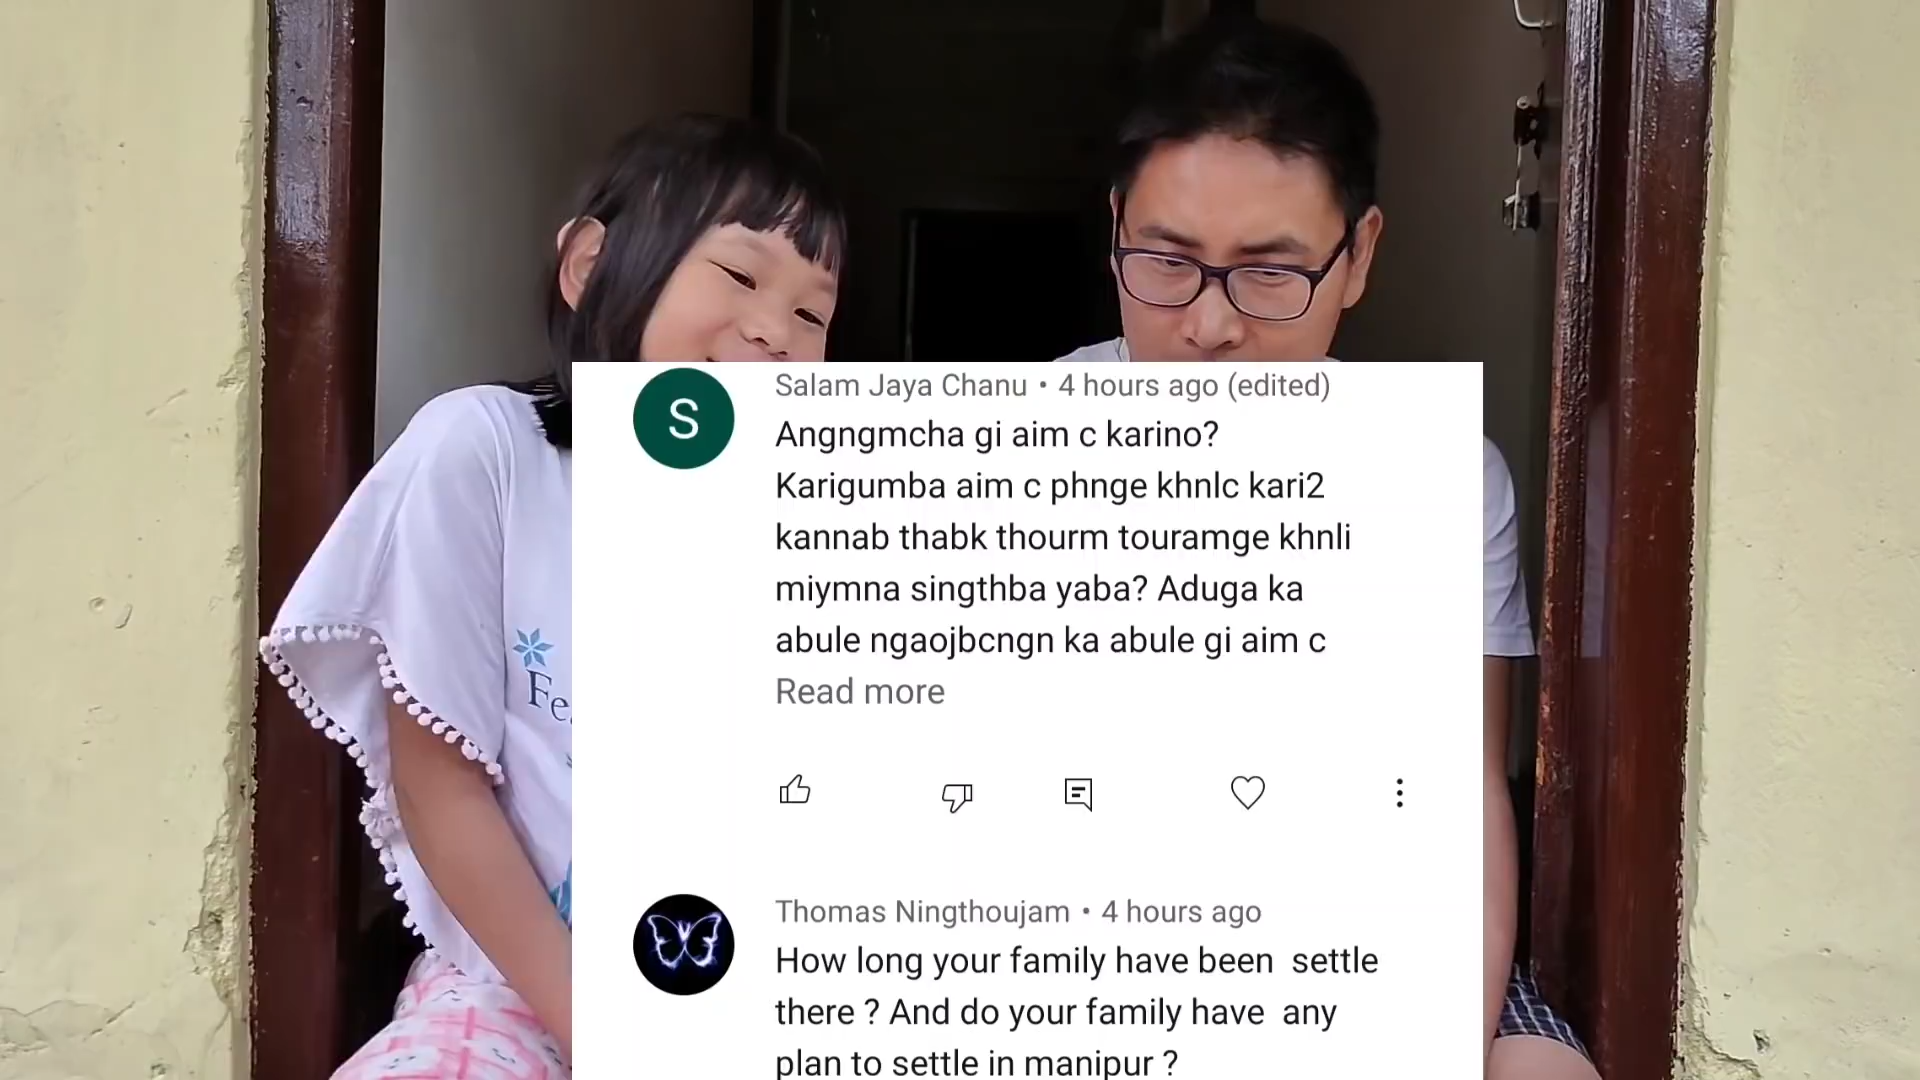 Salam Jaya Chanu • 4 hours ago (edited)
S
Angngmcha gi aim c karino?
Karigumba aim c phnge khnlc kari2
kannab thabk thourm touramge khnli
miymna singthba yaba? Aduga ka
abule ngaojbcngn ka abule gi aim c
Read more
Thomas Ningthoujam • 4 hours ago
How long your family have been settle
there ? And do your family have any
plan to settle in manipur ?